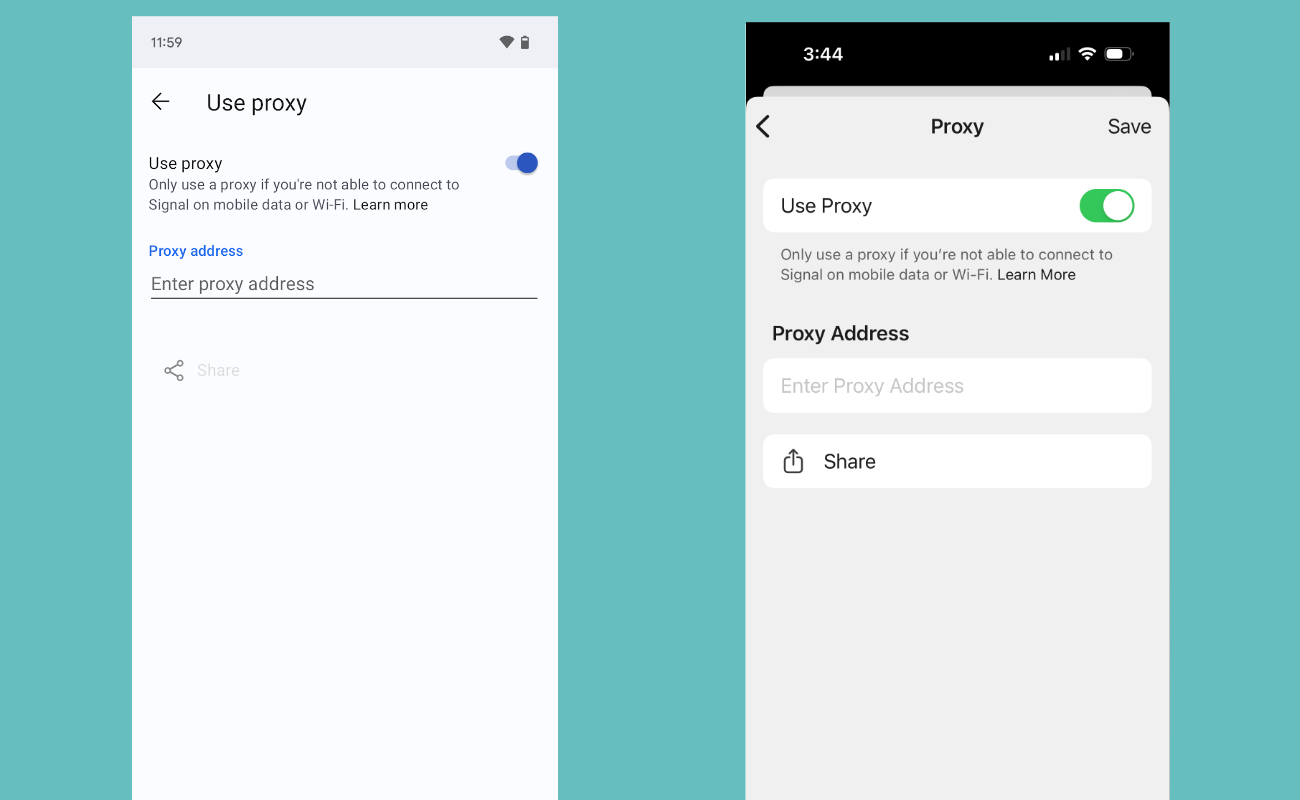 11:59
Use proxy
Use proxy
Only use a proxy if you're not able to connect to
Signal on mobile data or Wi-Fi. Learn more
Proxy address
Enter proxy address
Share
3:44
Proxy
Save
Use Proxy
Only use a proxy if you’re not able to connect to
Signal on mobile data or Wi-Fi. Learn More
Proxy Address
Enter Proxy Address
Share